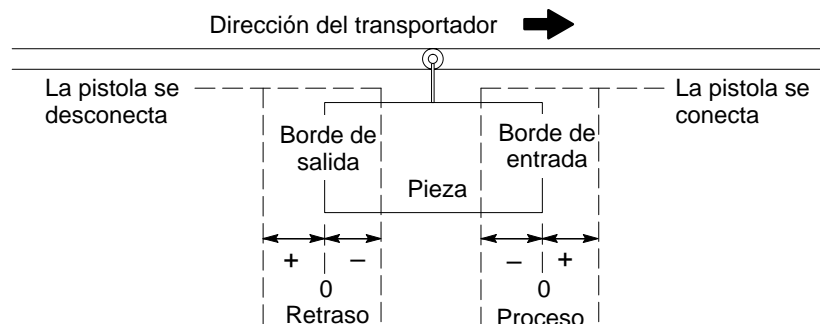 Dirección del transportador
La pistola se
desconecta
La pistola se
conecta
Borde de
salida
Borde de
entrada
Pieza
+ – – +
0 0
Retraso Proceso